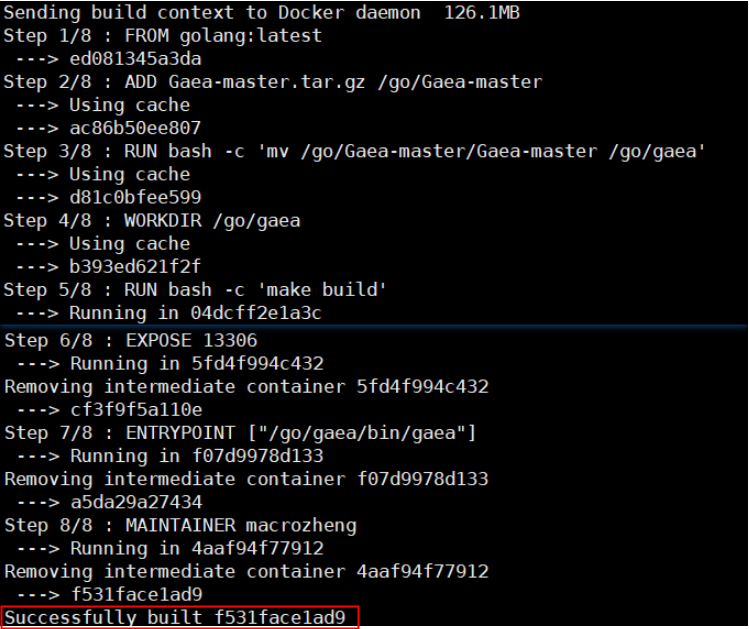 Sending build context to Docker daemon  126.1MB
Step 1/8 : FROM golang:latest
 ---> ed081345a3da
Step 2/8 : ADD Gaea-master.tar.gz /go/Gaea-master
 ---> Using cache
 ---> ac86b50ee807
Step 3/8 : RUN bash -c 'mv /go/Gaea-master/Gaea-master /go/gaea'
 ---> Using cache
 ---> d81c0bfee599
Step 4/8 : WORKDIR /go/gaea
 ---> Using cache
 ---> b393ed621f2f
Step 5/8 : RUN bash -c 'make build'
 ---> Running in 04dcff2e1a3c
Step 6/8 : EXPOSE 13306
 ---> Running in 5fd4f994c432
Removing intermediate container 5fd4f994c432
 ---> cf3f9f5a110e
Step 7/8 : ENTRYPOINT ["/go/gaea/bin/gaea"]
 ---> Running in f07d9978d133
Removing intermediate container f07d9978d133
 ---> a5da29a27434
Step 8/8 : MAINTAINER macrozheng
 ---> Running in 4aaf94f77912
Removing intermediate container 4aaf94f77912
 ---> f531face1ad9
Successfully built f531face1ad9